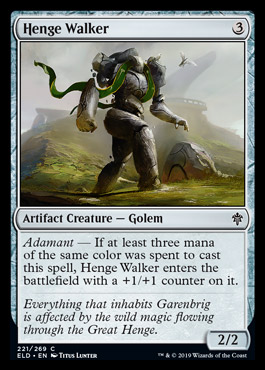 Henge Walker 3
Artifact Creature — Golem
Adamant — If at least three mana
of the same color was spent to cast
this spell, Henge Walker enters the
battlefield with a +1/+1 counter on it.
Everything that inhabits Garenbrig
is affected by the wild magic flowing
through the Great Henge.
2/2
221/269 C
ELD • EN Titus Lunter
™ & © 2019 Wizards of the Coast